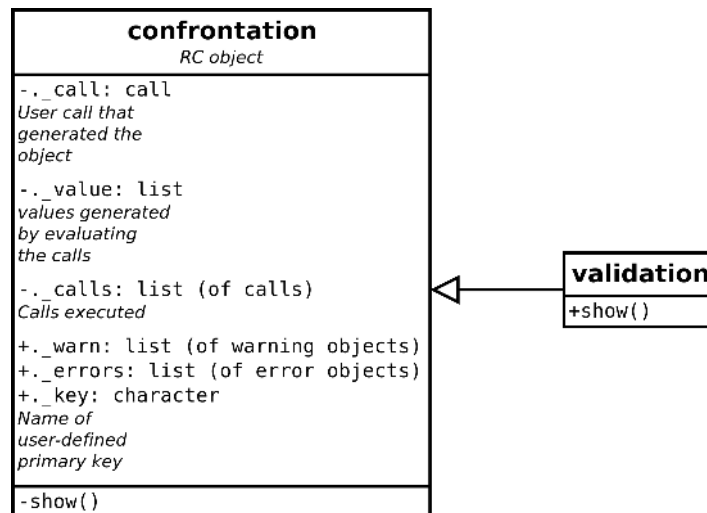 confrontation
RC object
-._call: call
User call that
generated the
object
-._value: list
values generated
by evaluating
the calls
-._calls: list (of calls)
Calls executed
+._warn: list (of warning objects)
+._errors: list (of error objects)
+._key: character
Name of
user-defined
primary key
-show()
validation
+show()